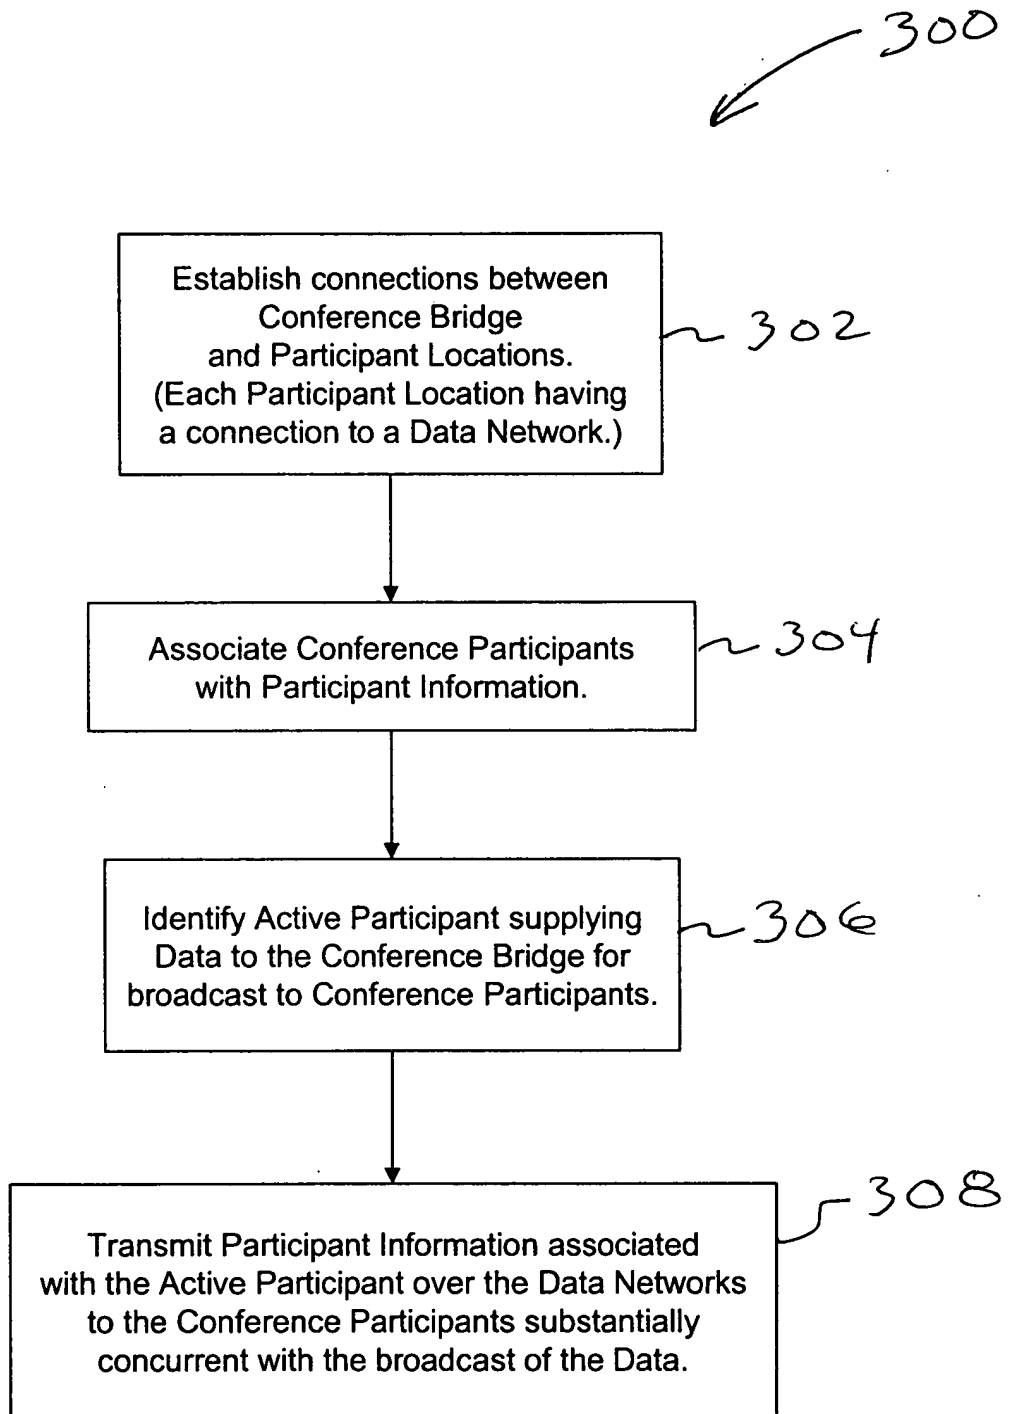 300
Establish connections between
Conference Bridge
and Participant Locations.
(Each Participant Location having
a connection to a Data Network.)
302
Associate Conference Participants
with Participant Information.
304
Identify Active Participant supplying
Data to the Conference Bridge for
broadcast to Conference Participants.
306
Transmit Participant Information associated
with the Active Participant over the Data Networks
to the Conference Participants substantially
concurrent with the broadcast of the Data.
308